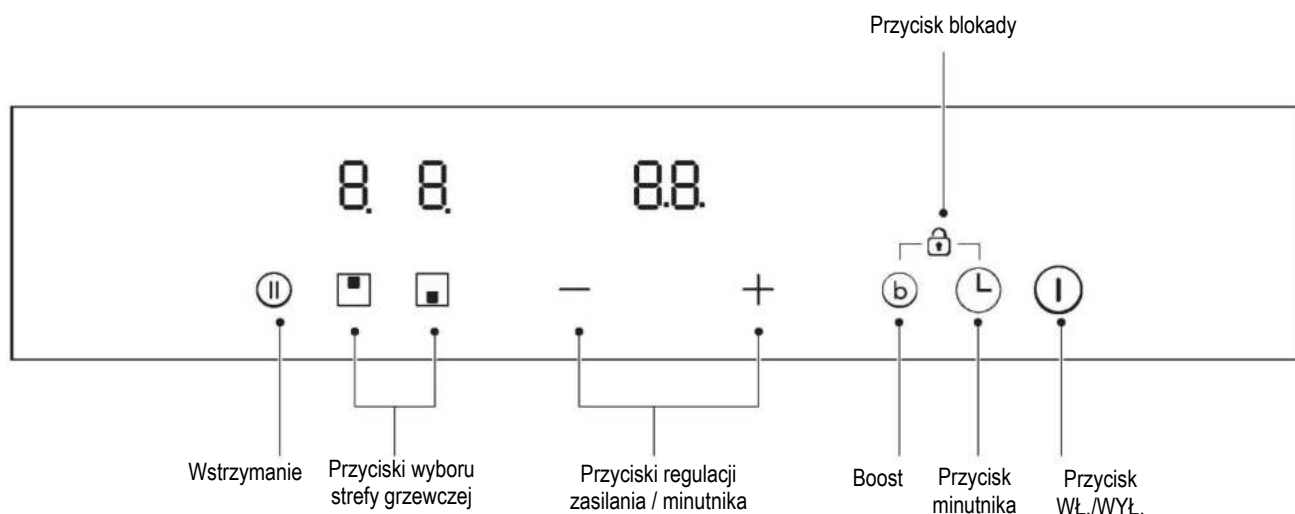 Przycisk blokady
8. 8. 8.8.
b
Wstrzymanie
Przyciski wyboru
strefy grzewczej
Przyciski regulacji
zasilania / minutnika
Boost
Przycisk
minutnika
Przycisk
WŁ./WYŁ.